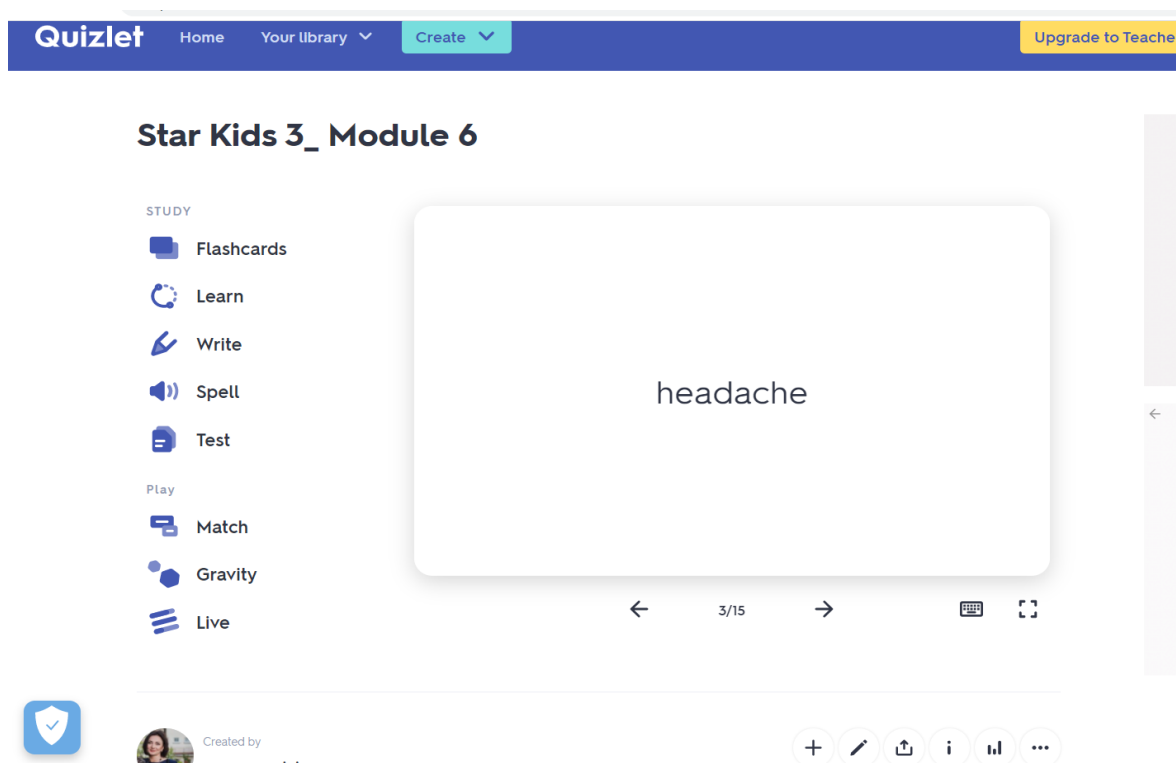 Quizlet Home Your library Create Upgrade to Teache
Star Kids 3_ Module 6
STUDY
Flashcards
Learn
Write
Spell
Test
Play
Match
Gravity
Live
headache
3/15
Created by